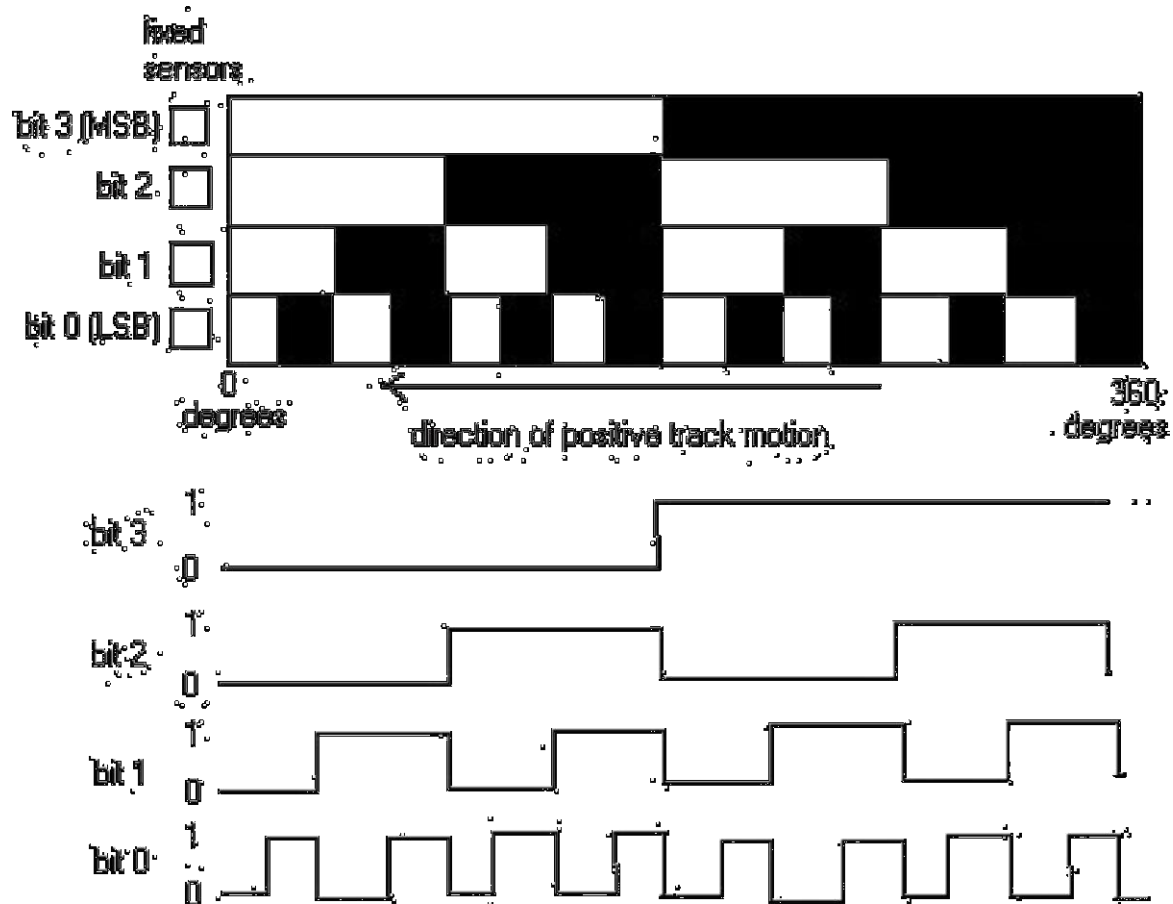 fixed
sensors
bit 3 (MSB)
bit 2
bit 1
bit 0 (LSB)
0
degrees
360
degrees
direction of positive track motion
1
bit 3
0
1
bit 2
0
1
bit 1
0
1
bit 0
0